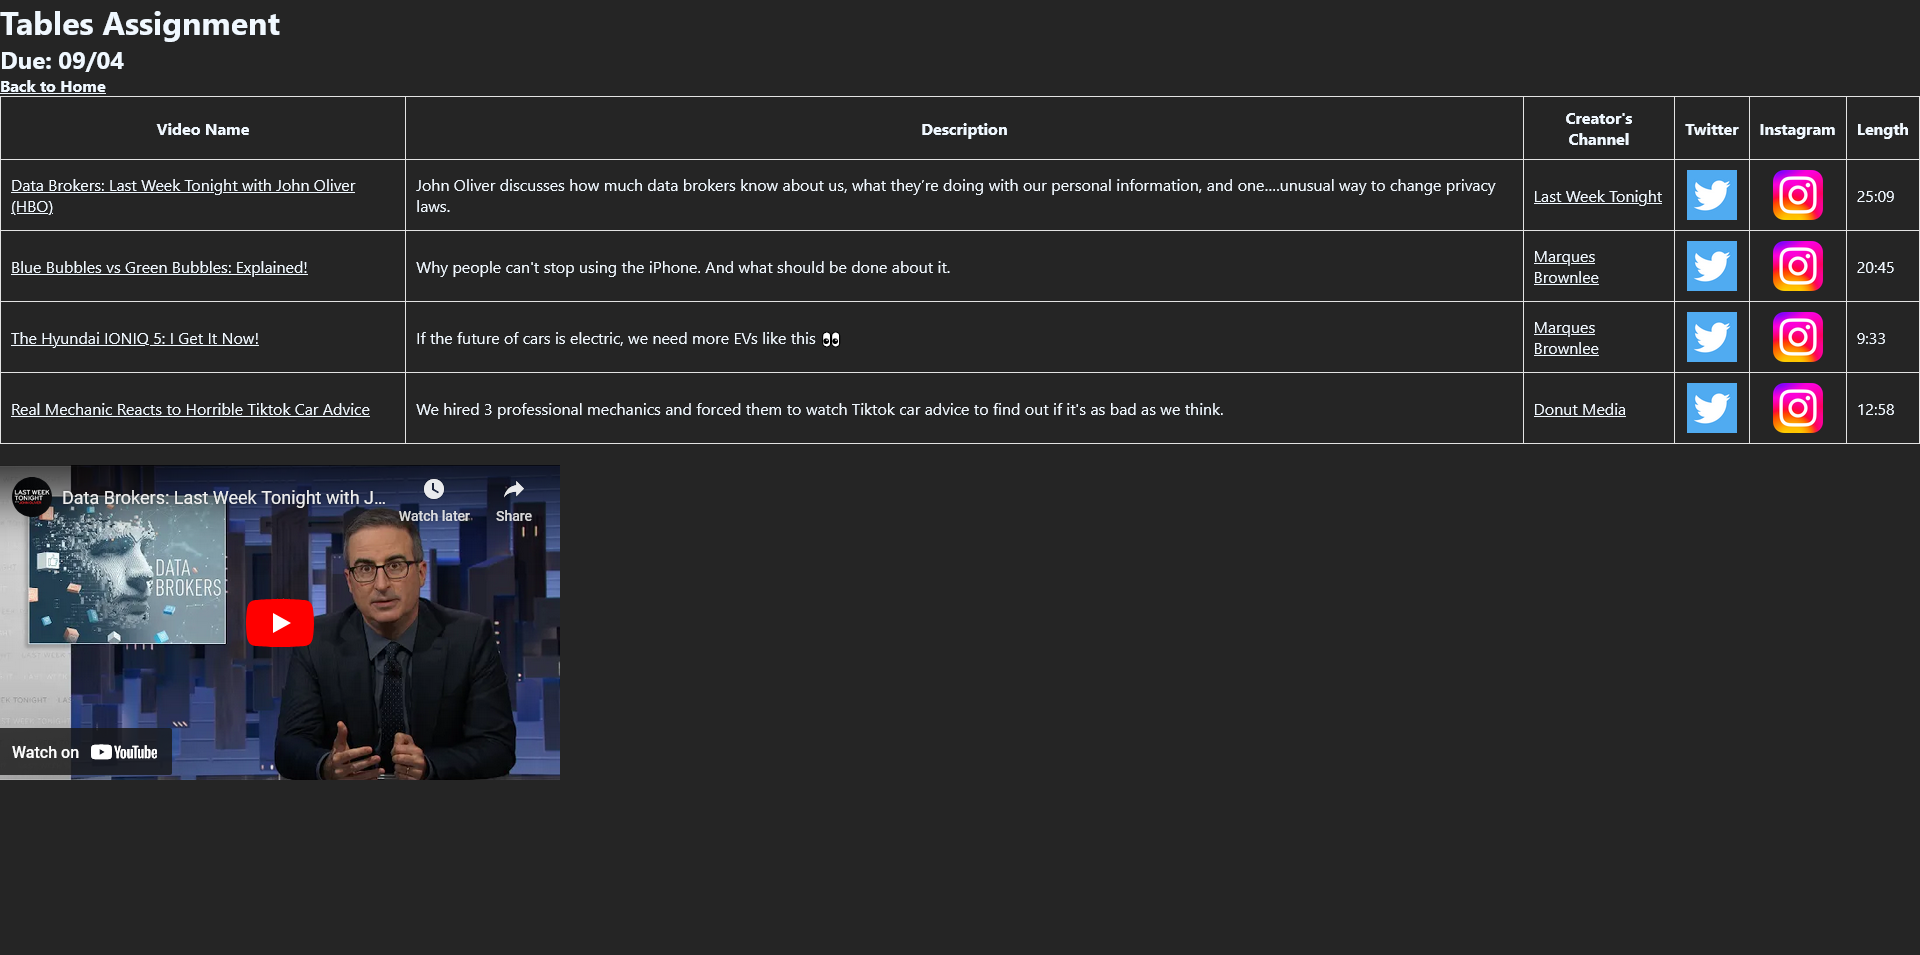 Tables Assignment
Due: 09/04
Back to Home
Video Name
Description
Creator's
Channel
Twitter
Instagram
Length
Data Brokers: Last Week Tonight with John Oliver
(HBO)
John Oliver discusses how much data brokers know about us, what they’re doing with our personal information, and one....unusual way to change privacy
laws.
Last Week Tonight
25:09
Blue Bubbles vs Green Bubbles: Explained!
Why people can't stop using the iPhone. And what should be done about it.
Marques
Brownlee
20:45
The Hyundai IONIQ 5: I Get It Now!
If the future of cars is electric, we need more EVs like this 👀
Marques
Brownlee
9:33
Real Mechanic Reacts to Horrible Tiktok Car Advice
We hired 3 professional mechanics and forced them to watch Tiktok car advice to find out if it's as bad as we think.
Donut Media
12:58
LAST WEEK
TONIGHT
Data Brokers: Last Week Tonight with J...
Watch later
Share
DATA
BROKERS
Watch on YouTube